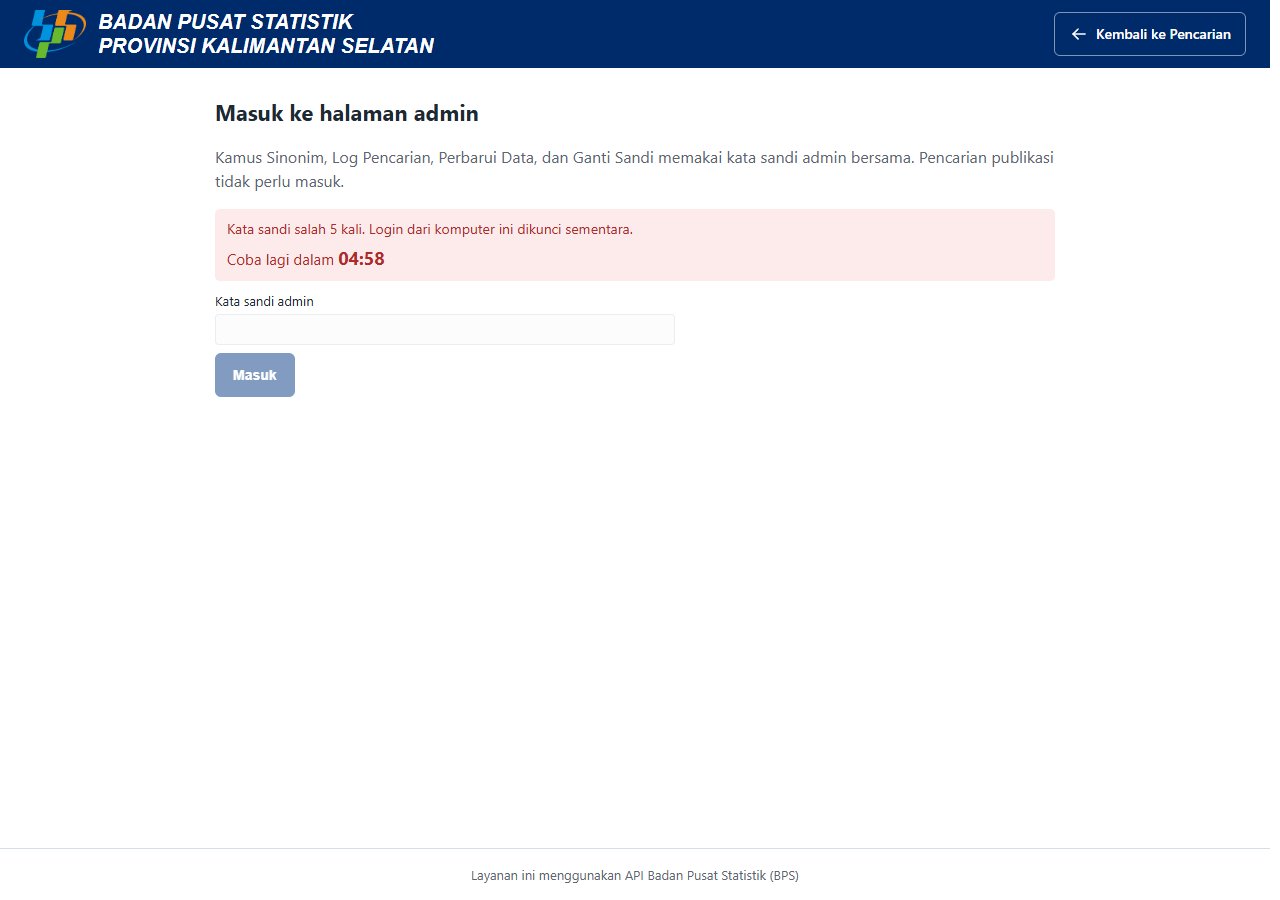 BADAN PUSAT STATISTIK
PROVINSI KALIMANTAN SELATAN
Kembali ke Pencarian
Masuk ke halaman admin
Kamus Sinonim, Log Pencarian, Perbarui Data, dan Ganti Sandi memakai kata sandi admin bersama. Pencarian publikasi
tidak perlu masuk.
Kata sandi salah 5 kali. Login dari komputer ini dikunci sementara.
Coba lagi dalam 04:58
Kata sandi admin
Masuk
Layanan ini menggunakan API Badan Pusat Statistik (BPS)